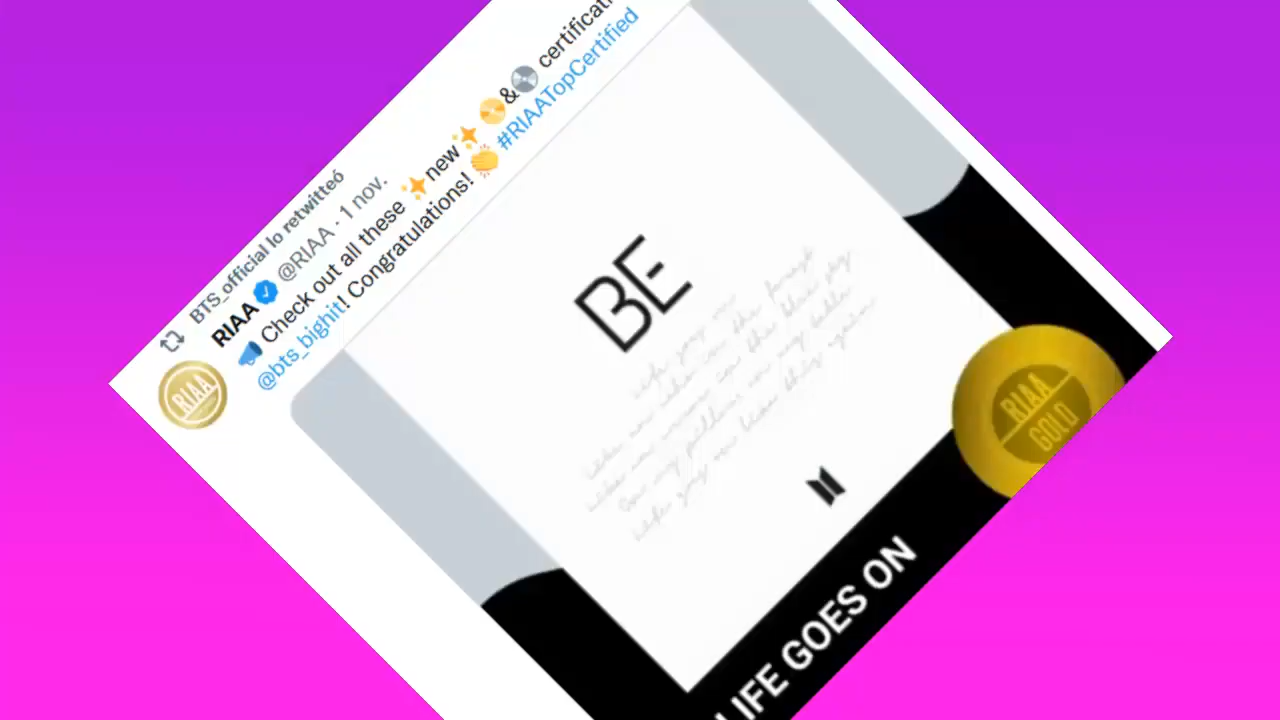 BTS_official lo retwitteó
RIAA @RIAA · 1 nov.
Check out all these new & certificati
@bts_bighit! Congratulations! #RIAATopCertified
RIAA
BE
RIAA
GOLD
LIFE GOES ON